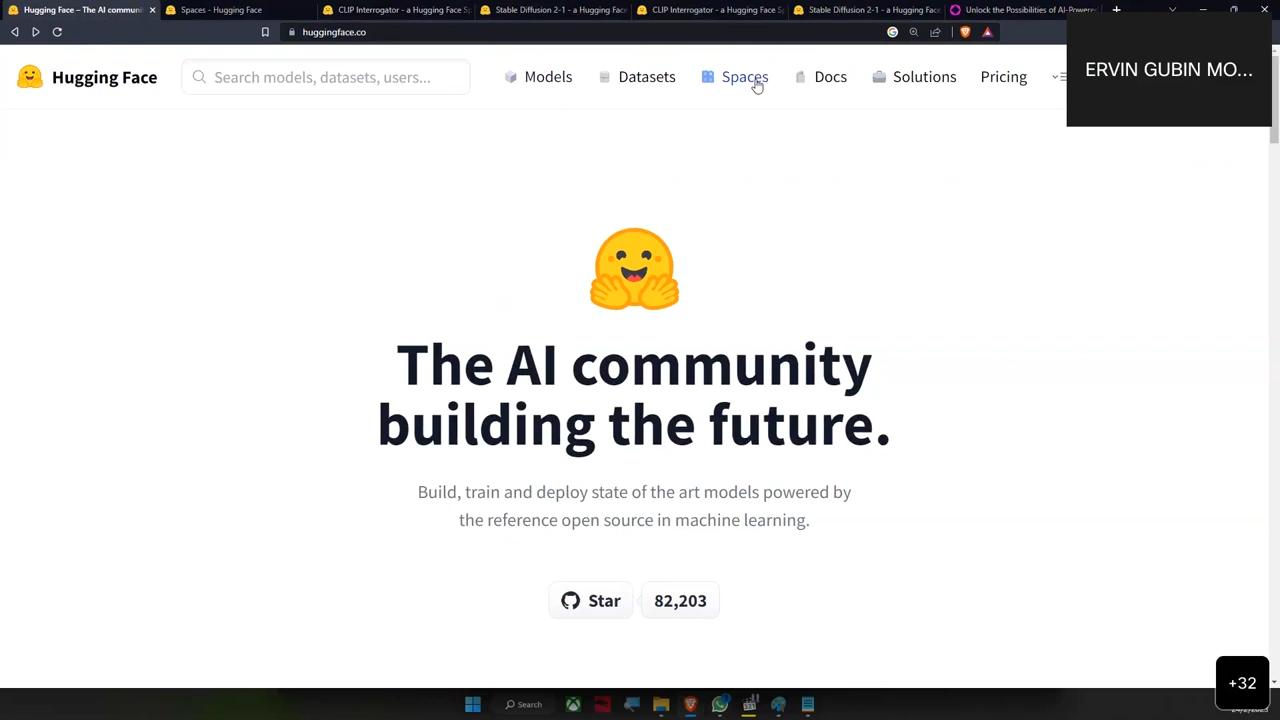 Hugging Face – The AI communi
Spaces - Hugging Face
CLIP Interrogator - a Hugging Face Sp
Stable Diffusion 2-1 - a Hugging Face
CLIP Interrogator - a Hugging Face Sp
Stable Diffusion 2-1 - a Hugging Face
Unlock the Possibilities of AI-Powere
huggingface.co
ERVIN GUBIN MO...
Hugging Face
Search models, datasets, users...
Models
Datasets
Spaces
Docs
Solutions
Pricing
The AI community
building the future.
Build, train and deploy state of the art models powered by
the reference open source in machine learning.
Star
82,203
+32
Search